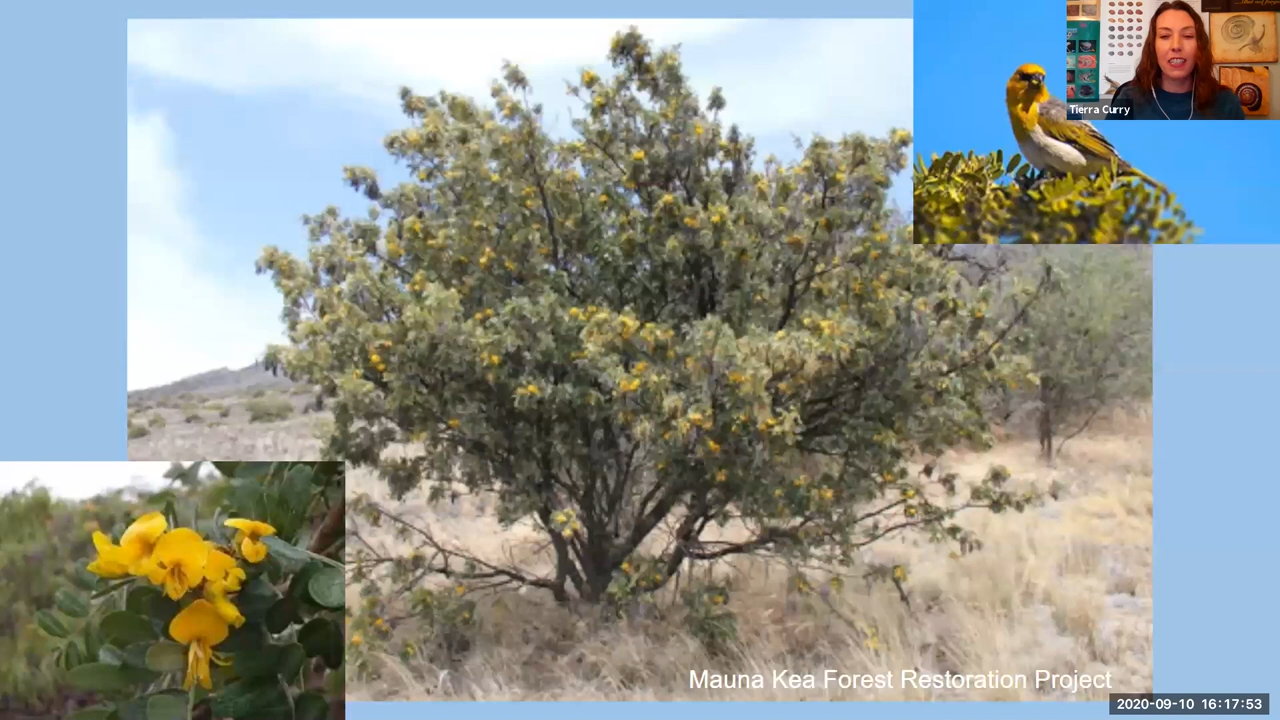 Tierra Curry
Mauna Kea Forest Restoration Project
2020-09-10 16:17:53